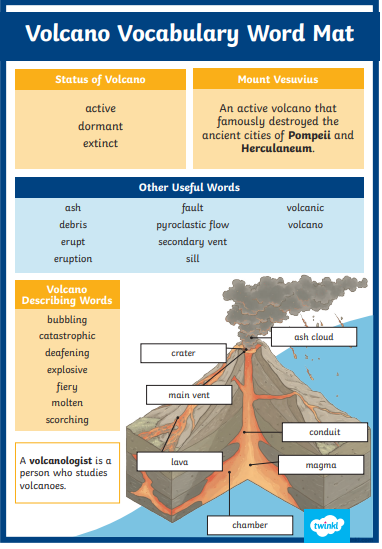 Volcano Vocabulary Word Mat
Status of Volcano
active
dormant
extinct
Mount Vesuvius
An active volcano that
famously destroyed the
ancient cities of Pompeii and
Herculaneum.
Other Useful Words
ash
debris
erupt
eruption
fault
pyroclastic flow
secondary vent
sill
volcanic
volcano
Volcano
Describing Words
bubbling
catastrophic
deafening
explosive
fiery
molten
scorching
A volcanologist is a
person who studies
volcanoes.
ash cloud
crater
main vent
conduit
lava
magma
chamber
twinkl